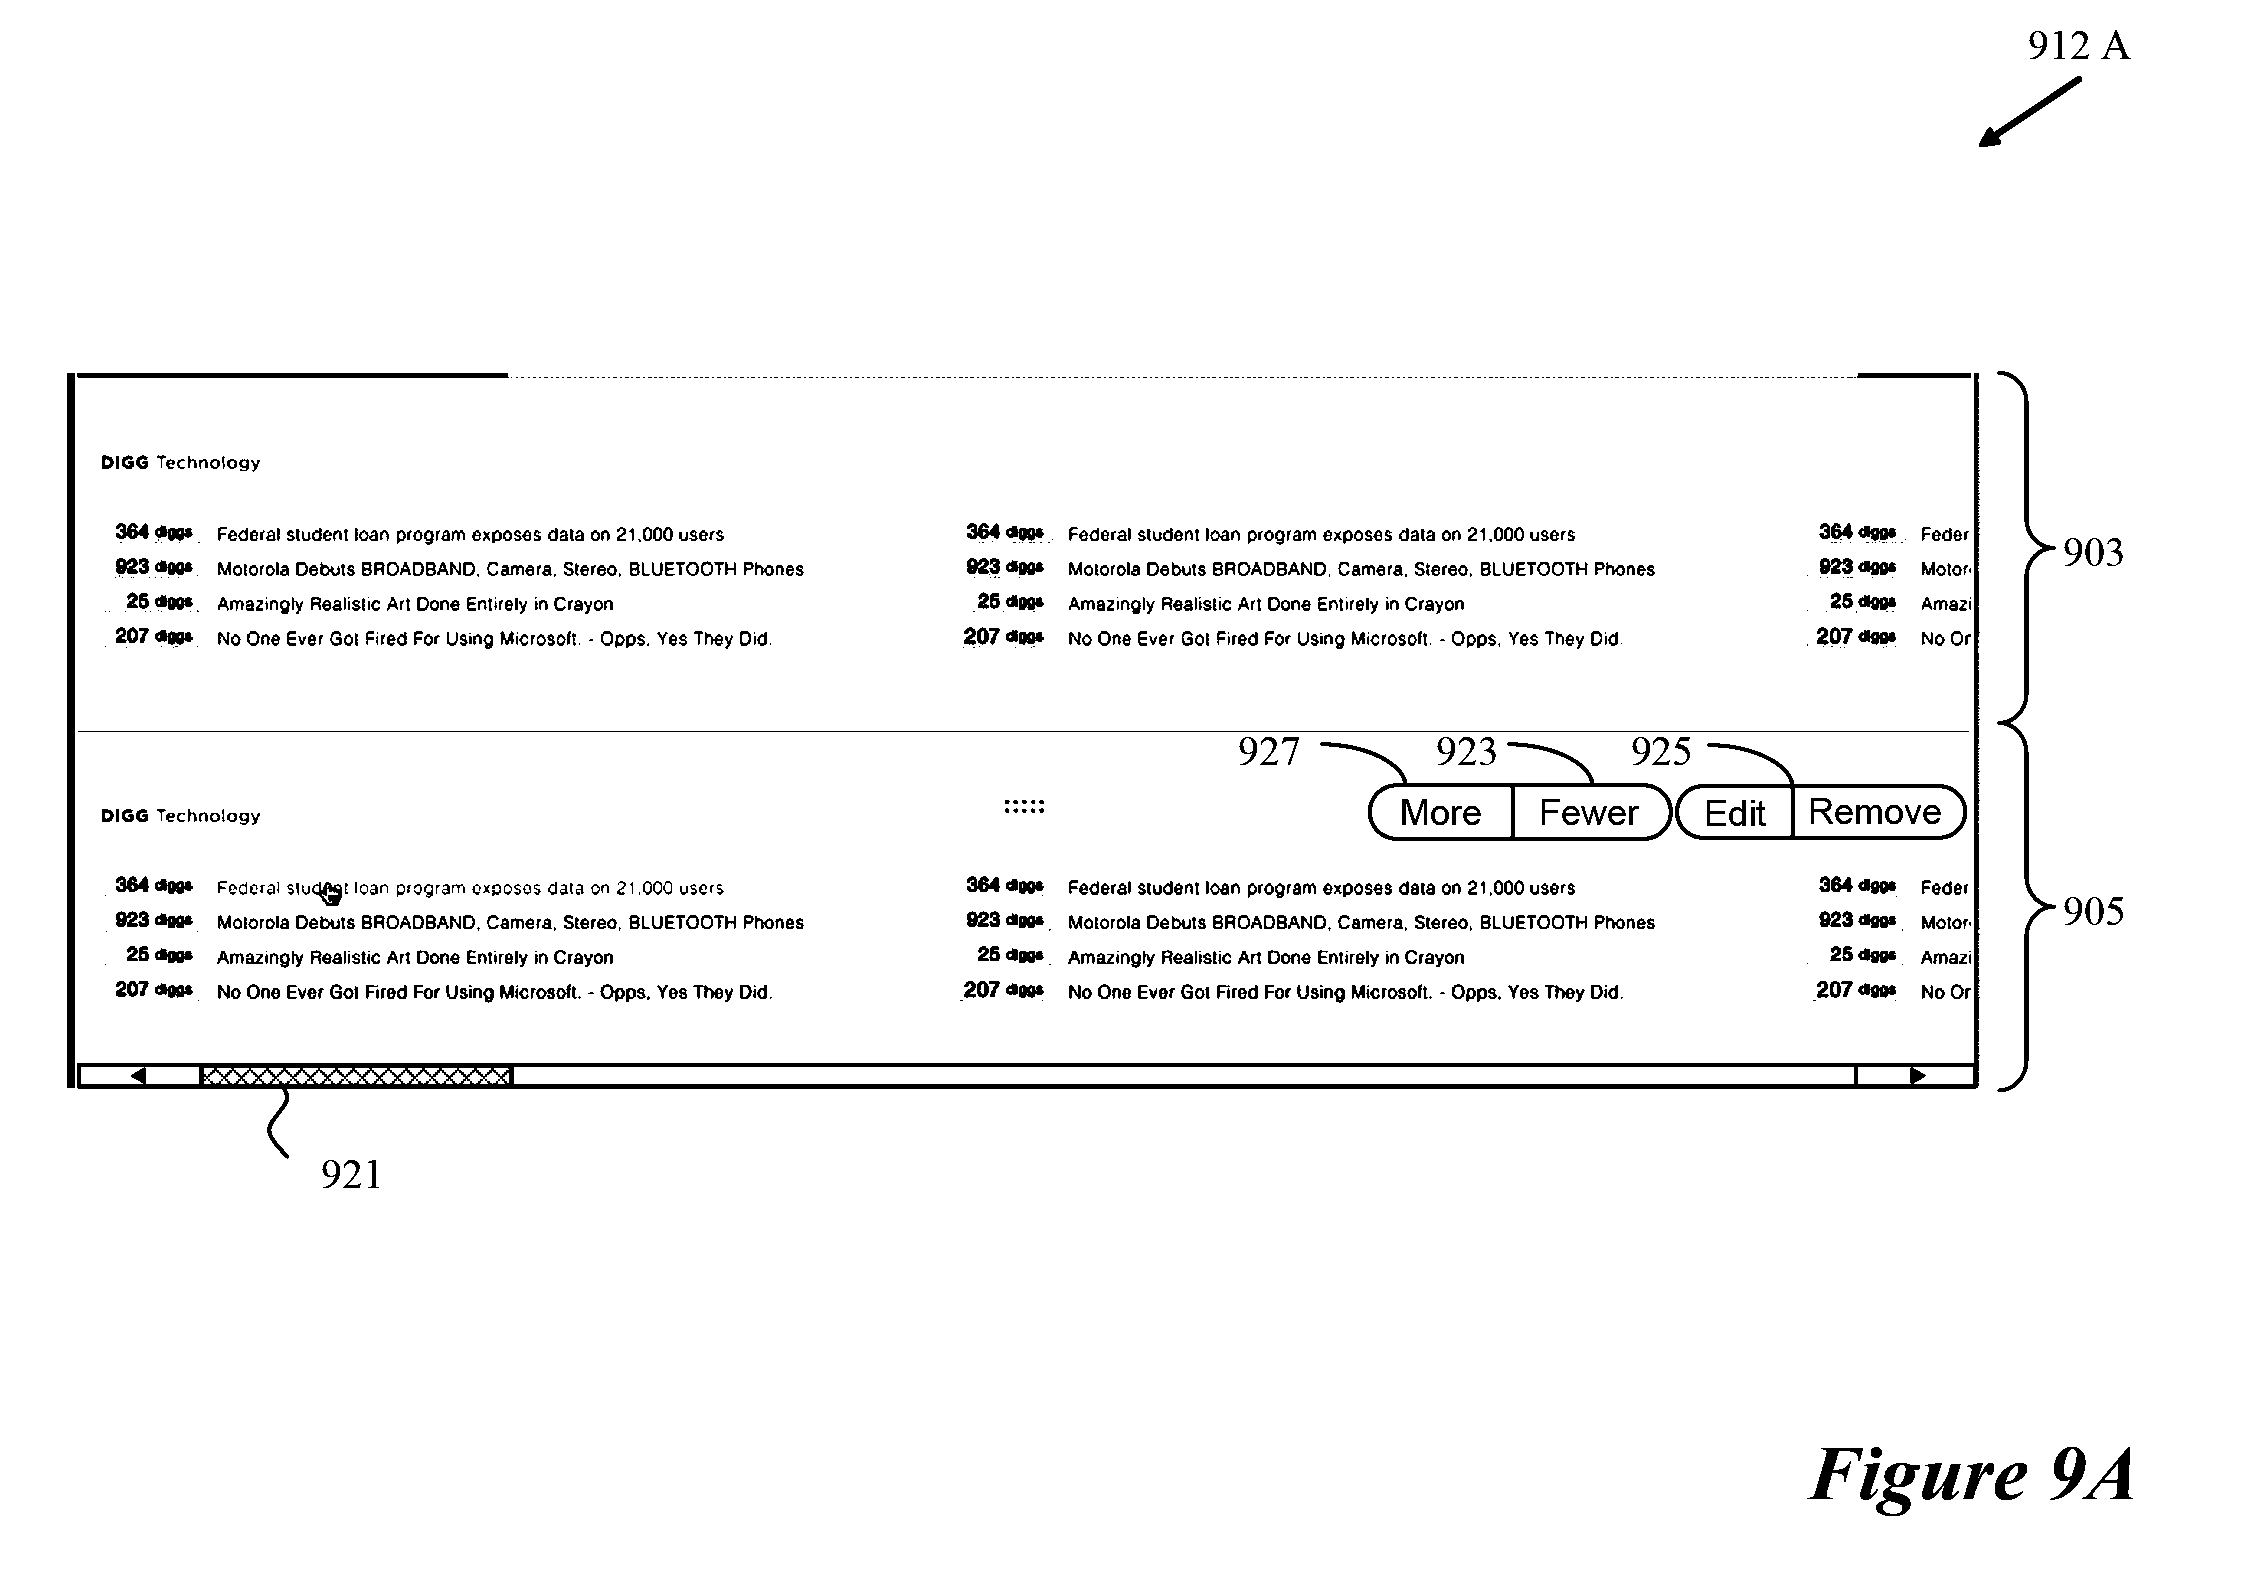 912 A
DIGG Technology
364 diggs Federal student loan program exposes data on 21,000 users 364 diggs Federal student loan program exposes data on 21,000 users 364 diggs Feder
923 diggs Motorola Debuts BROADBAND, Camera, Stereo, BLUETOOTH Phones 923 diggs Motorola Debuts BROADBAND, Camera, Stereo, BLUETOOTH Phones 923 diggs Motor
25 diggs Amazingly Realistic Art Done Entirely in Crayon 25 diggs Amazingly Realistic Art Done Entirely in Crayon 25 diggs Amazi
207 diggs No One Ever Got Fired For Using Microsoft. - Opps, Yes They Did. 207 diggs No One Ever Got Fired For Using Microsoft. - Opps, Yes They Did. 207 diggs No Or
903
927 923 925
DIGG Technology More Fewer Edit Remove
364 diggs Federal student loan program exposes data on 21,000 users 364 diggs Federal student loan program exposes data on 21,000 users 364 diggs Feder
923 diggs Motorola Debuts BROADBAND, Camera, Stereo, BLUETOOTH Phones 923 diggs Motorola Debuts BROADBAND, Camera, Stereo, BLUETOOTH Phones 923 diggs Motor
25 diggs Amazingly Realistic Art Done Entirely in Crayon 25 diggs Amazingly Realistic Art Done Entirely in Crayon 25 diggs Amazi
207 diggs No One Ever Got Fired For Using Microsoft. - Opps, Yes They Did. 207 diggs No One Ever Got Fired For Using Microsoft. - Opps, Yes They Did. 207 diggs No Or
905
921
Figure 9A